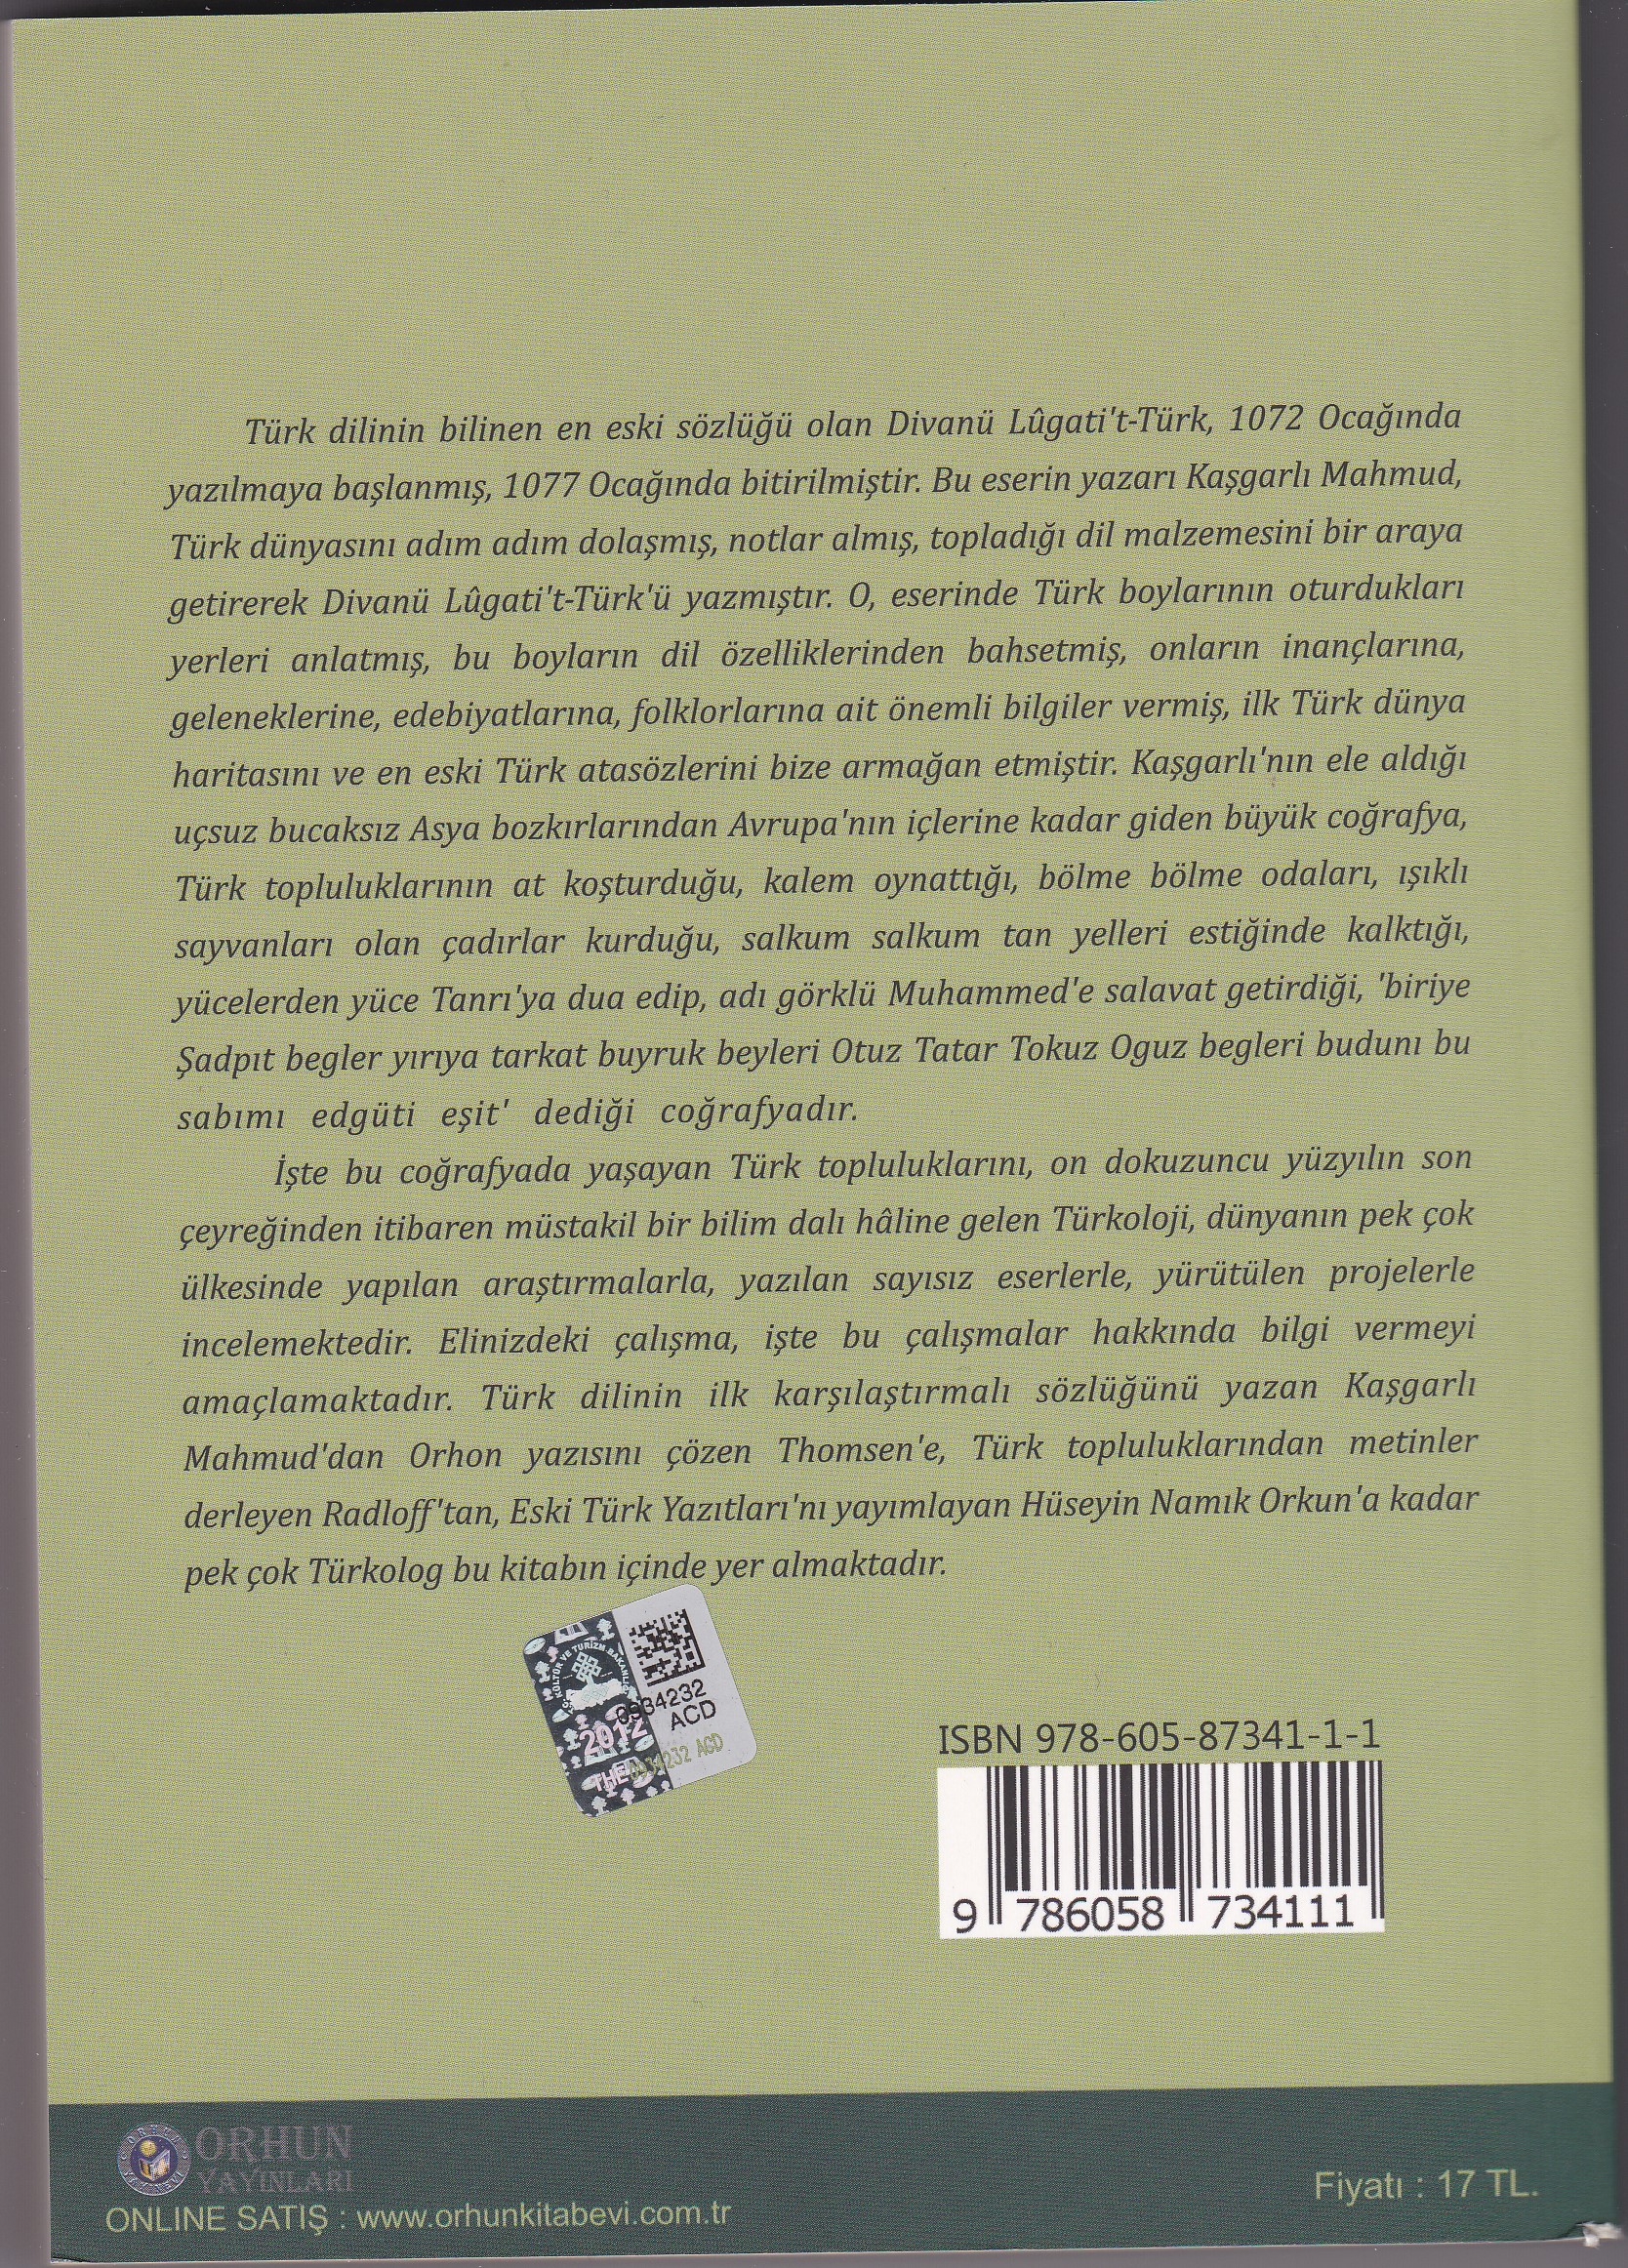 Türk dilinin bilinen en eski sözlüğü olan Divanü Lûgati't-Türk, 1072 Ocağında
yazılmaya başlanmış, 1077 Ocağında bitirilmiştir. Bu eserin yazarı Kaşgarlı Mahmud,
Türk dünyasını adım adım dolaşmış, notlar almış, topladığı dil malzemesini bir araya
getirerek Divanü Lûgati't-Türk'ü yazmıştır. O, eserinde Türk boylarının oturdukları
yerleri anlatmış, bu boyların dil özelliklerinden bahsetmiş, onların inançlarına,
geleneklerine, edebiyatlarına, folklorlarına ait önemli bilgiler vermiş, ilk Türk dünya
haritasını ve en eski Türk atasözlerini bize armağan etmiştir. Kaşgarlı'nın ele aldığı
uçsuz bucaksız Asya bozkırlarından Avrupa'nın içlerine kadar giden büyük coğrafya,
Türk topluluklarının at koşturduğu, kalem oynattığı, bölme bölme odaları, ışıklı
sayvanları olan çadırlar kurduğu, salkum salkum tan yelleri estiğinde kalktığı,
yücelerden yüce Tanrı'ya dua edip, adı görklü Muhammed'e salavat getirdiği, 'biriye
Şadpıt begler yırıya tarkat buyruk beyleri Otuz Tatar Tokuz Oguz begleri budunı bu
sabımı edgüti eşit' dediği coğrafyadır.
İşte bu coğrafyada yaşayan Türk topluluklarını, on dokuzuncu yüzyılın son
çeyreğinden itibaren müstakil bir bilim dalı hâline gelen Türkoloji, dünyanın pek çok
ülkesinde yapılan araştırmalarla, yazılan sayısız eserlerle, yürütülen projelerle
incelemektedir. Elinizdeki çalışma, işte bu çalışmalar hakkında bilgi vermeyi
amaçlamaktadır. Türk dilinin ilk karşılaştırmalı sözlüğünü yazan Kaşgarlı
Mahmud'dan Orhon yazısını çözen Thomsen'e, Türk topluluklarından metinler
derleyen Radloff'tan, Eski Türk Yazıtları'nı yayımlayan Hüseyin Namık Orkun'a kadar
pek çok Türkolog bu kitabın içinde yer almaktadır.
KÜLTÜR VE TURİZM BAKANLIĞI
0934232
ACD
2012
THE
0934232 ACD
ISBN 978-605-87341-1-1
9 786058 734111
ORHUN
YAYINLARI
ONLINE SATIŞ : www.orhunkitabevi.com.tr
Fiyatı : 17 TL.